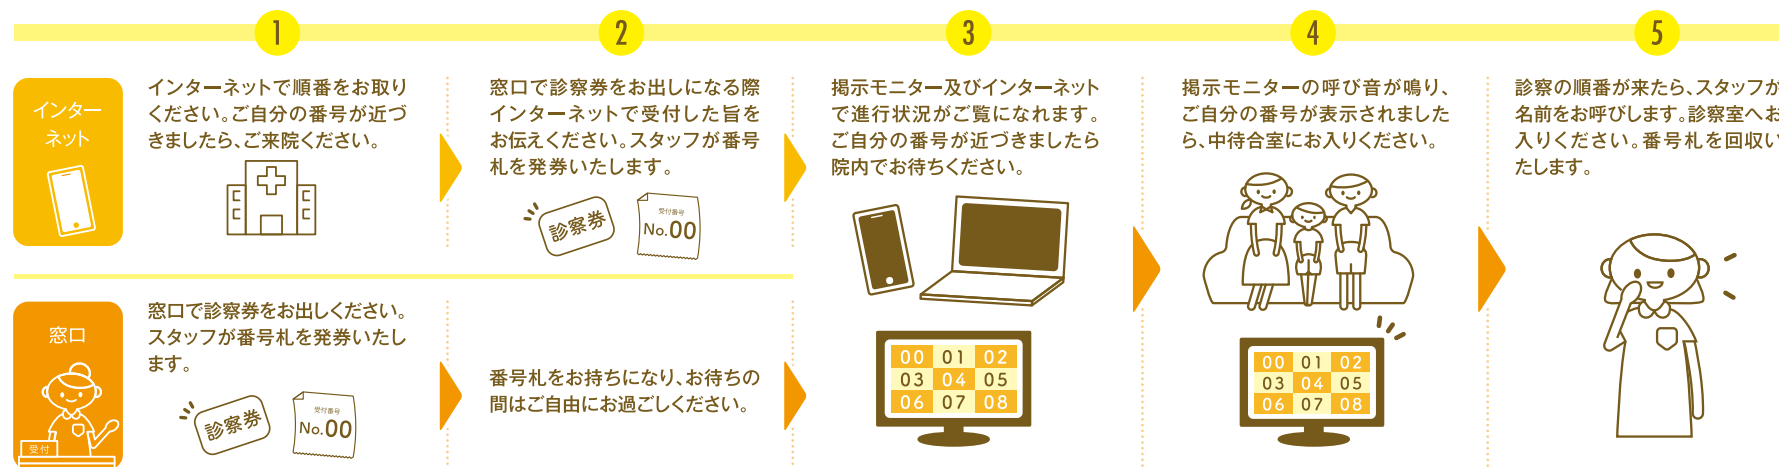 1
2
3
4
5
インター
ネット
インターネットで順番をお取り
ください。ご自分の番号が近づ
きましたら、ご来院ください。
窓口で診察券をお出しになる際
インターネットで受付した旨を
お伝えください。スタッフが番号
札を発券いたします。
診察券
受付番号
No.00
掲示モニター及びインターネット
で進行状況がご覧になれます。
ご自分の番号が近づきましたら
院内でお待ちください。
00 01 02
03 04 05
06 07 08
掲示モニターの呼び音が鳴り、
ご自分の番号が表示されました
ら、中待合室にお入りください。
00 01 02
03 04 05
06 07 08
診察の順番が来たら、スタッフが
名前をお呼びします。診察室へお
入りください。番号札を回収い
たします。
窓口
受付
窓口で診察券をお出しください。
スタッフが番号札を発券いたし
ます。
診察券
受付番号
No.00
番号札をお持ちになり、お待ちの
間はご自由にお過ごしください。